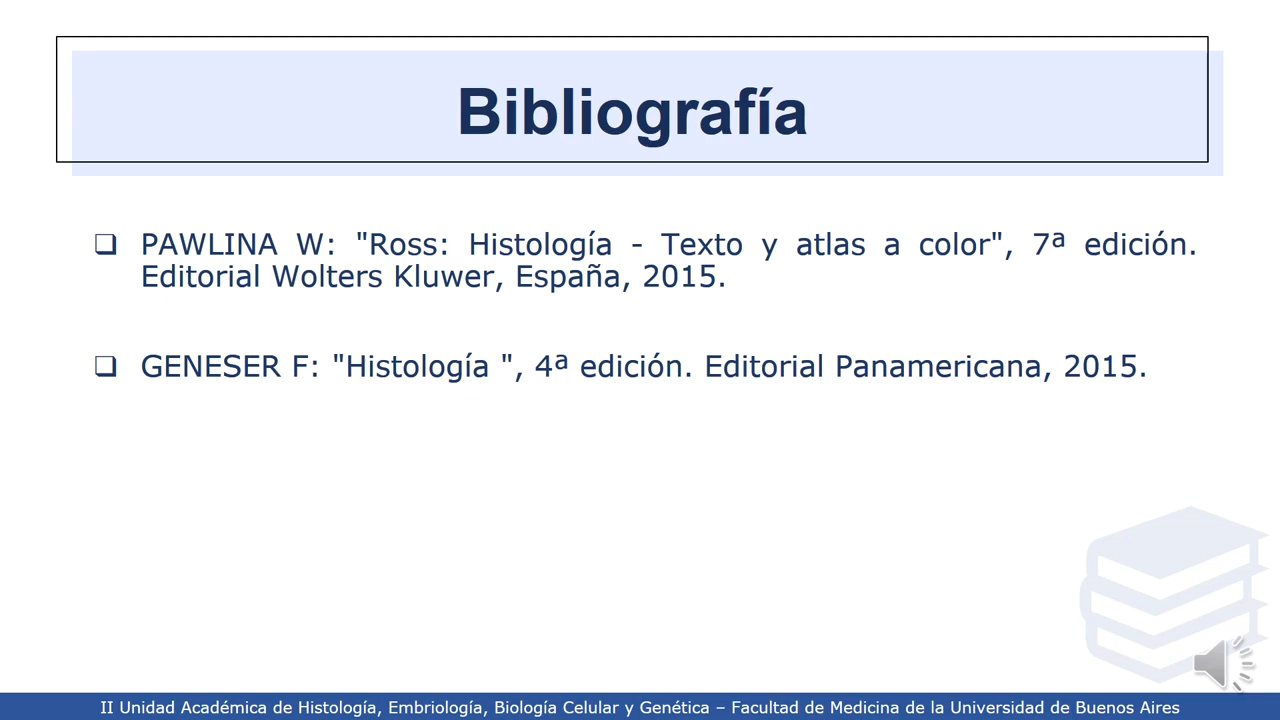 Bibliografía
❑ PAWLINA W: "Ross: Histología - Texto y atlas a color", 7ª edición.
Editorial Wolters Kluwer, España, 2015.
❑ GENESER F: "Histología ", 4ª edición. Editorial Panamericana, 2015.
II Unidad Académica de Histología, Embriología, Biología Celular y Genética – Facultad de Medicina de la Universidad de Buenos Aires